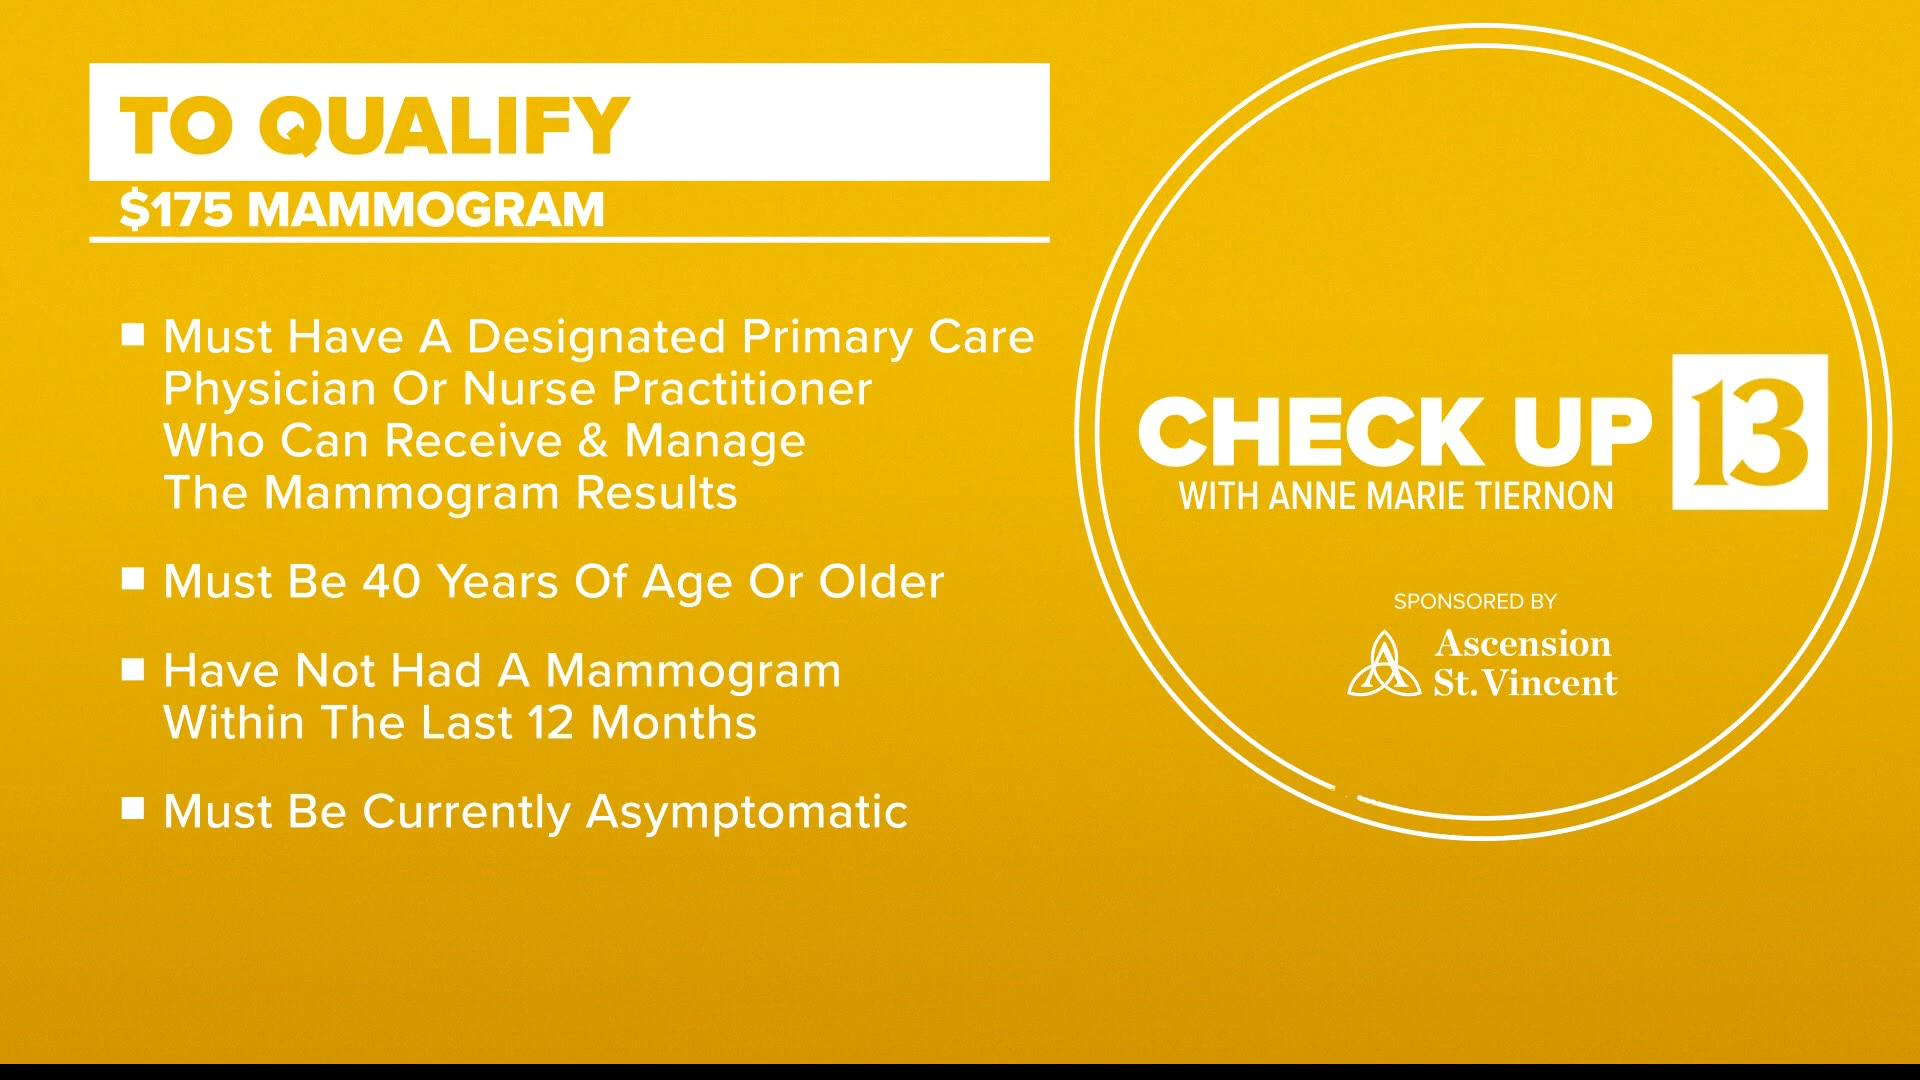 TO QUALIFY
$175 MAMMOGRAM
Must Have A Designated Primary Care
Physician Or Nurse Practitioner
Who Can Receive & Manage
The Mammogram Results
Must Be 40 Years Of Age Or Older
Have Not Had A Mammogram
Within The Last 12 Months
Must Be Currently Asymptomatic
CHECK UP 13
WITH ANNE MARIE TIERNON
SPONSORED BY
Ascension
St. Vincent